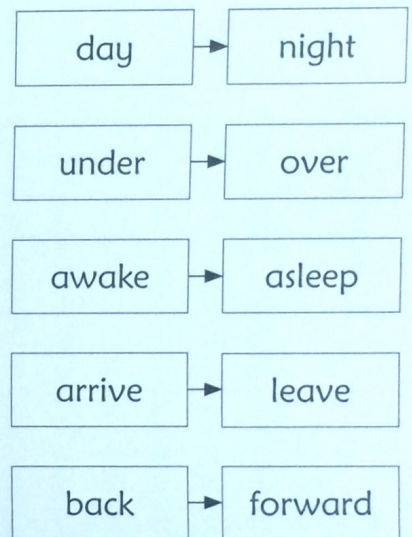 day night
under over
awake asleep
arrive leave
back forward